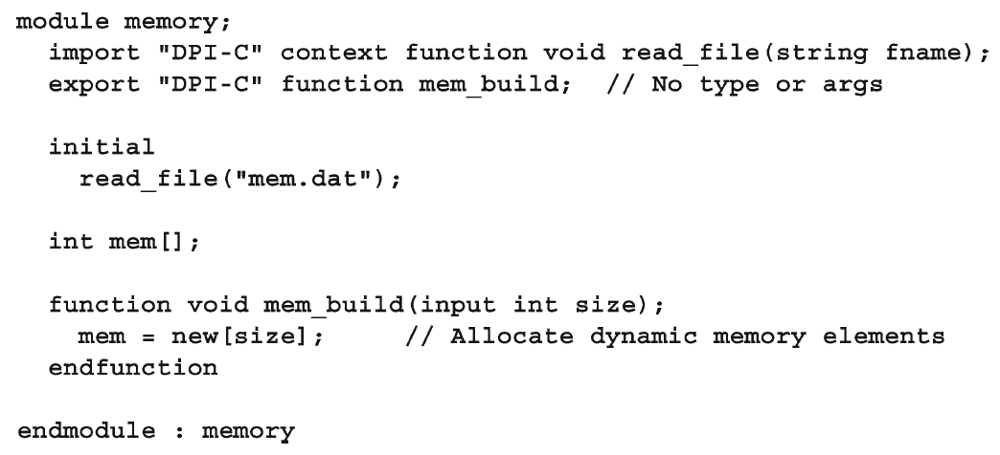 module memory;
  import "DPI-C" context function void read_file(string fname);
  export "DPI-C" function mem_build;  // No type or args

  initial
    read_file("mem.dat");

  int mem[];

  function void mem_build(input int size);
    mem = new[size];     // Allocate dynamic memory elements
  endfunction

endmodule : memory